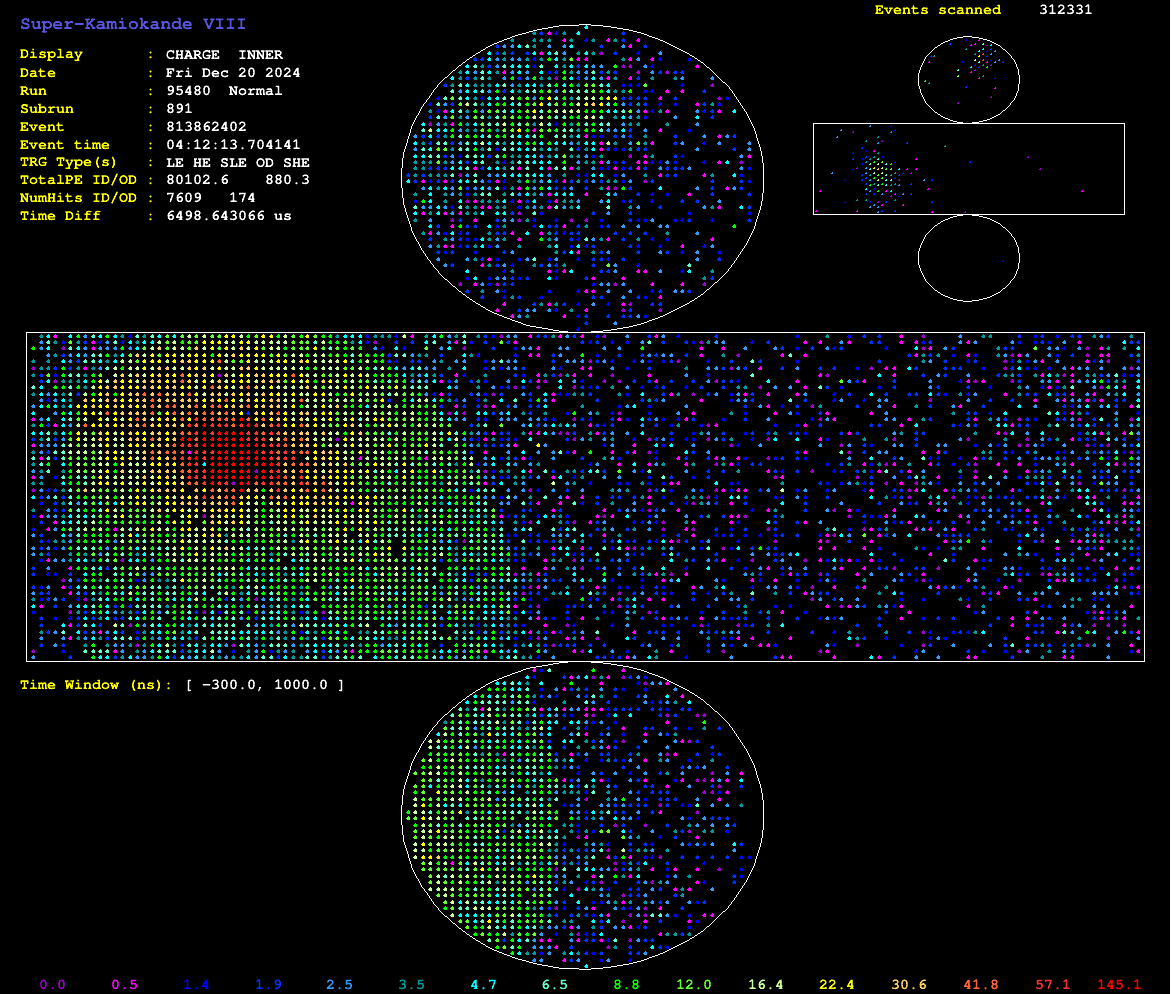 Super-Kamiokande VIII
Events scanned 312331
Display : CHARGE INNER
Date : Fri Dec 20 2024
Run : 95480 Normal
Subrun : 891
Event : 813862402
Event time : 04:12:13.704141
TRG Type(s) : LE HE SLE OD SHE
TotalPE ID/OD : 80102.6 880.3
NumHits ID/OD : 7609 174
Time Diff : 6498.643066 us
Time Window (ns): [ −300.0, 1000.0 ]
0.0 0.5 1.4 1.9 2.5 3.5 4.7 6.5 8.8 12.0 16.4 22.4 30.6 41.8 57.1 145.1